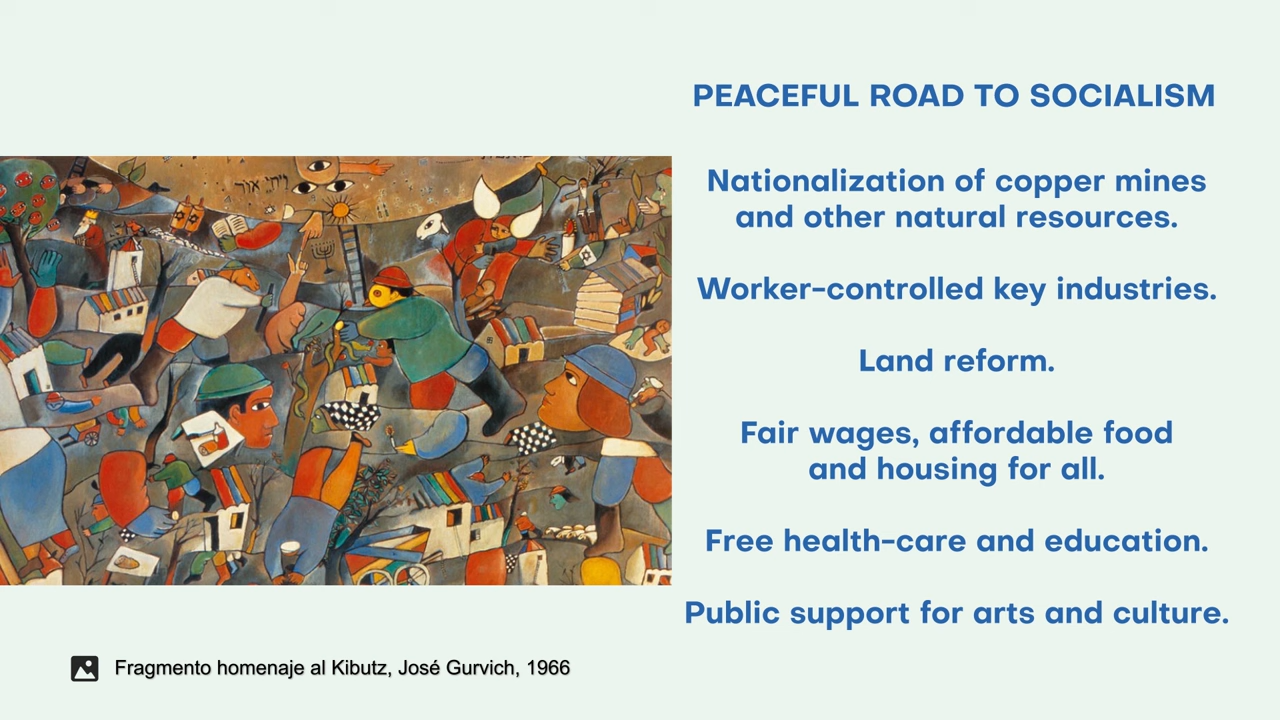 PEACEFUL ROAD TO SOCIALISM
Nationalization of copper mines
and other natural resources.
Worker-controlled key industries.
Land reform.
Fair wages, affordable food
and housing for all.
Free health-care and education.
Public support for arts and culture.
ויהי אור
Fragmento homenaje al Kibutz, José Gurvich, 1966